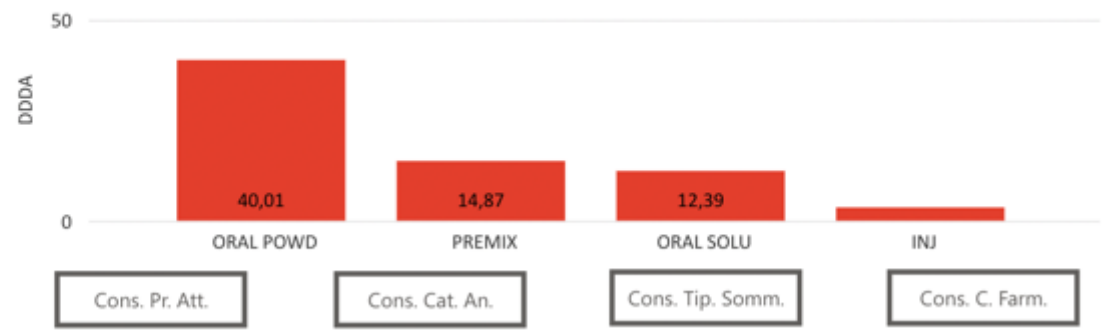 50
DDDA
40,01
14,87
12,39
0
ORAL POWD
PREMIX
ORAL SOLU
INJ
Cons. Pr. Att.
Cons. Cat. An.
Cons. Tip. Somm.
Cons. C. Farm.